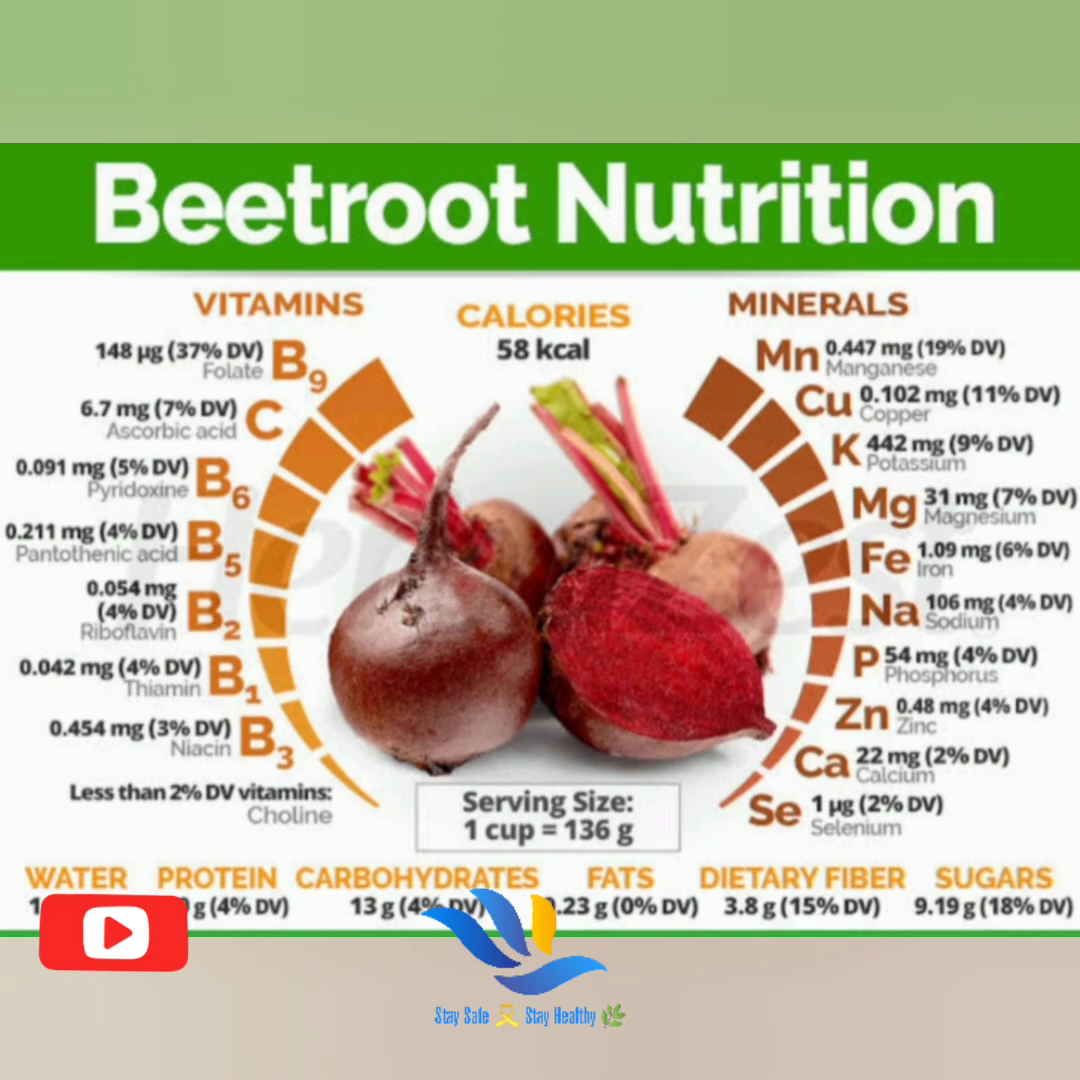 Beetroot Nutrition
VITAMINS
148 µg (37% DV)
Folate
B9
6.7 mg (7% DV)
Ascorbic acid
C
0.091 mg (5% DV)
Pyridoxine
B6
0.211 mg (4% DV)
Pantothenic acid
B5
0.054 mg
(4% DV)
Riboflavin
B2
0.042 mg (4% DV)
Thiamin
B1
0.454 mg (3% DV)
Niacin
B3
Less than 2% DV vitamins:
Choline
CALORIES
58 kcal
MINERALS
Mn 0.447 mg (19% DV)
Manganese
Cu 0.102 mg (11% DV)
Copper
K 442 mg (9% DV)
Potassium
Mg 31 mg (7% DV)
Magnesium
Fe 1.09 mg (6% DV)
Iron
Na 106 mg (4% DV)
Sodium
P 54 mg (4% DV)
Phosphorus
Zn 0.48 mg (4% DV)
Zinc
Ca 22 mg (2% DV)
Calcium
Se 1 µg (2% DV)
Selenium
Serving Size:
1 cup = 136 g
WATER PROTEIN CARBOHYDRATES FATS DIETARY FIBER SUGARS
g (4% DV) 13 g (4% DV) .23 g (0% DV) 3.8 g (15% DV) 9.19 g (18% DV)
Stay Safe Stay Healthy